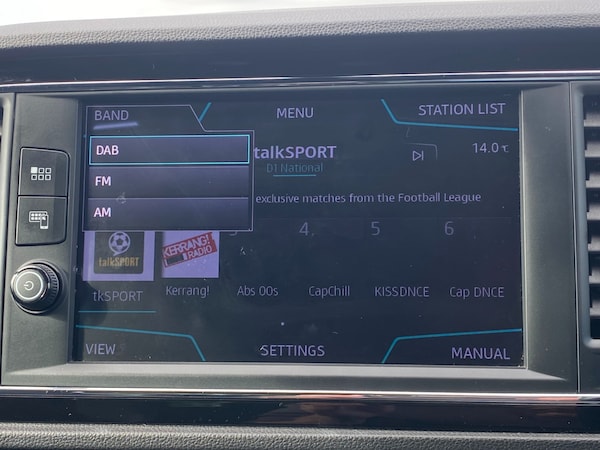 BAND
MENU
STATION LIST
DAB
FM
AM
talkSPORT
D1 National
14.0℃
exclusive matches from the Football League
4.
5
6
talkSPORT
KERRANG!
RADIO
tkSPORT
Kerrang!
Abs 00s
CapChill
KISSDNCE
Cap DNCE
VIEW
SETTINGS
MANUAL